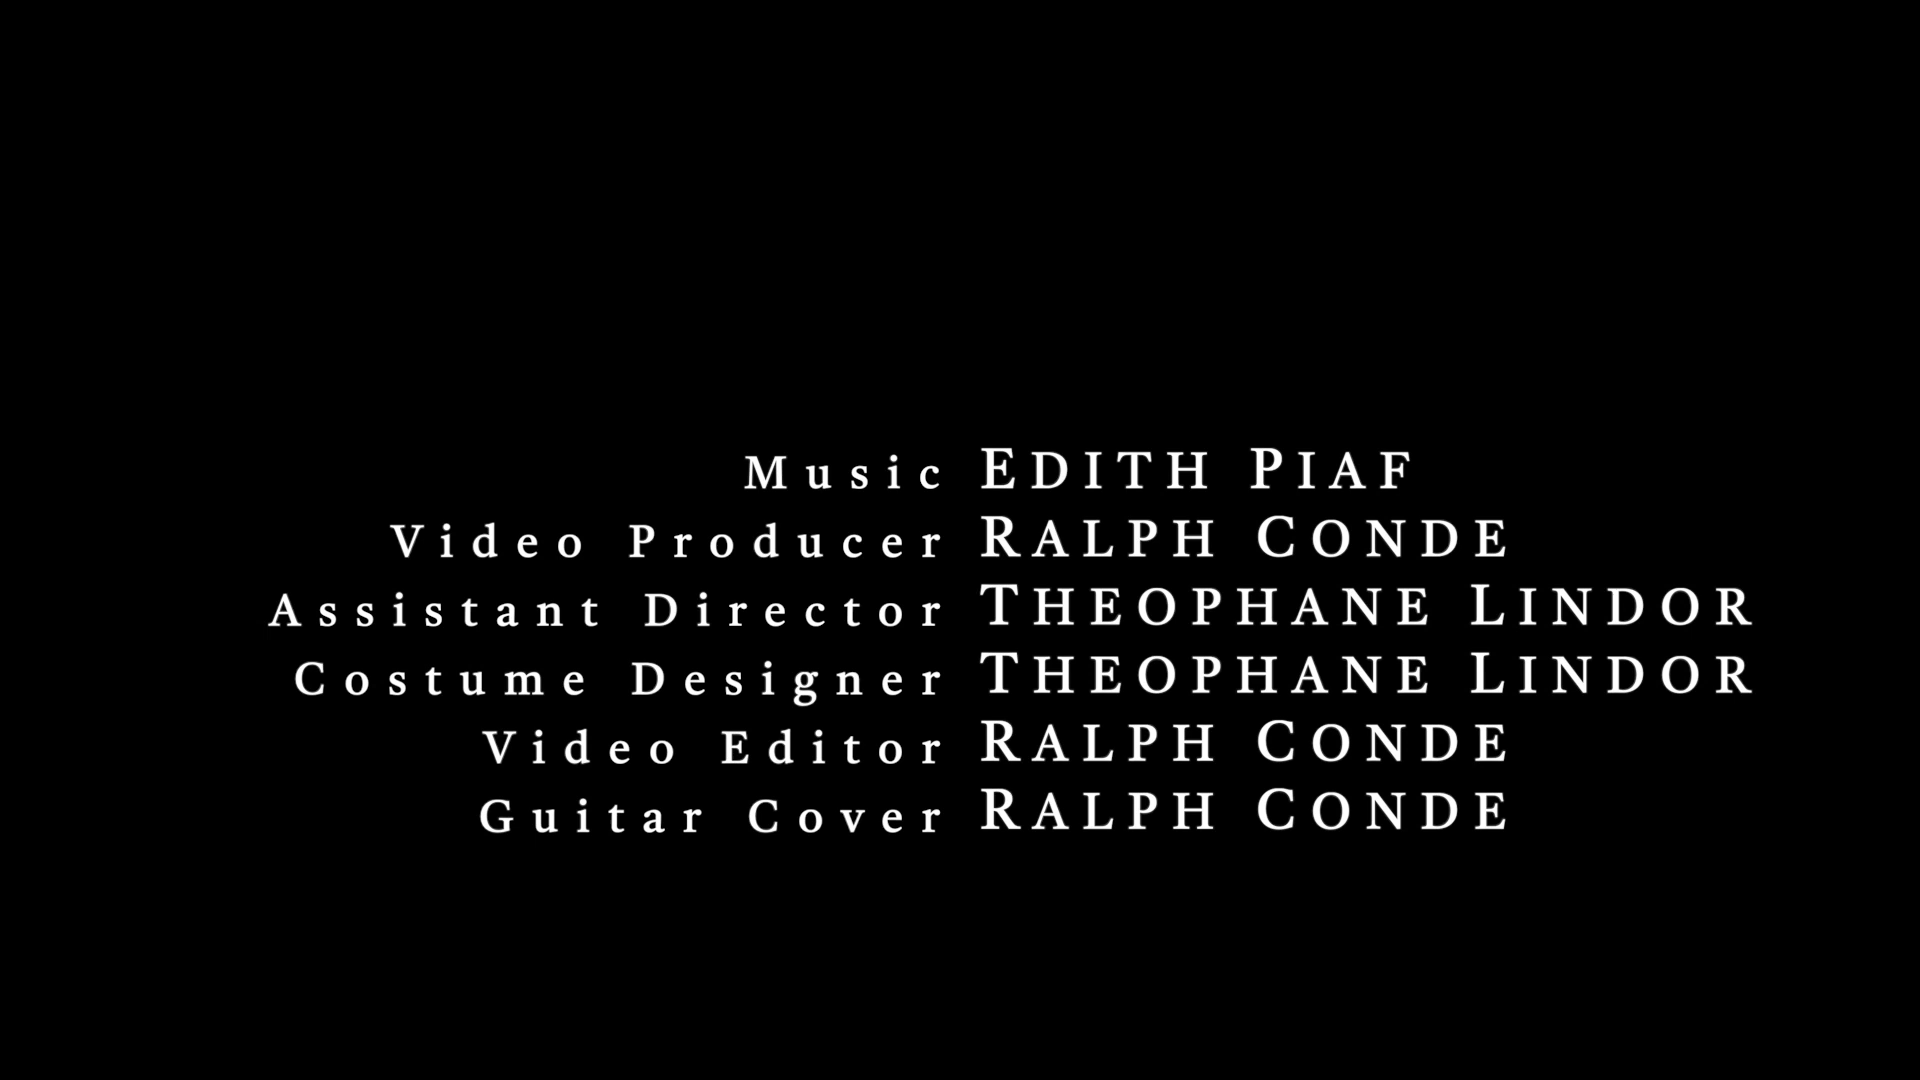 Music EDITH PIAF
Video Producer RALPH CONDE
Assistant Director THEOPHANE LINDOR
Costume Designer THEOPHANE LINDOR
Video Editor RALPH CONDE
Guitar Cover RALPH CONDE